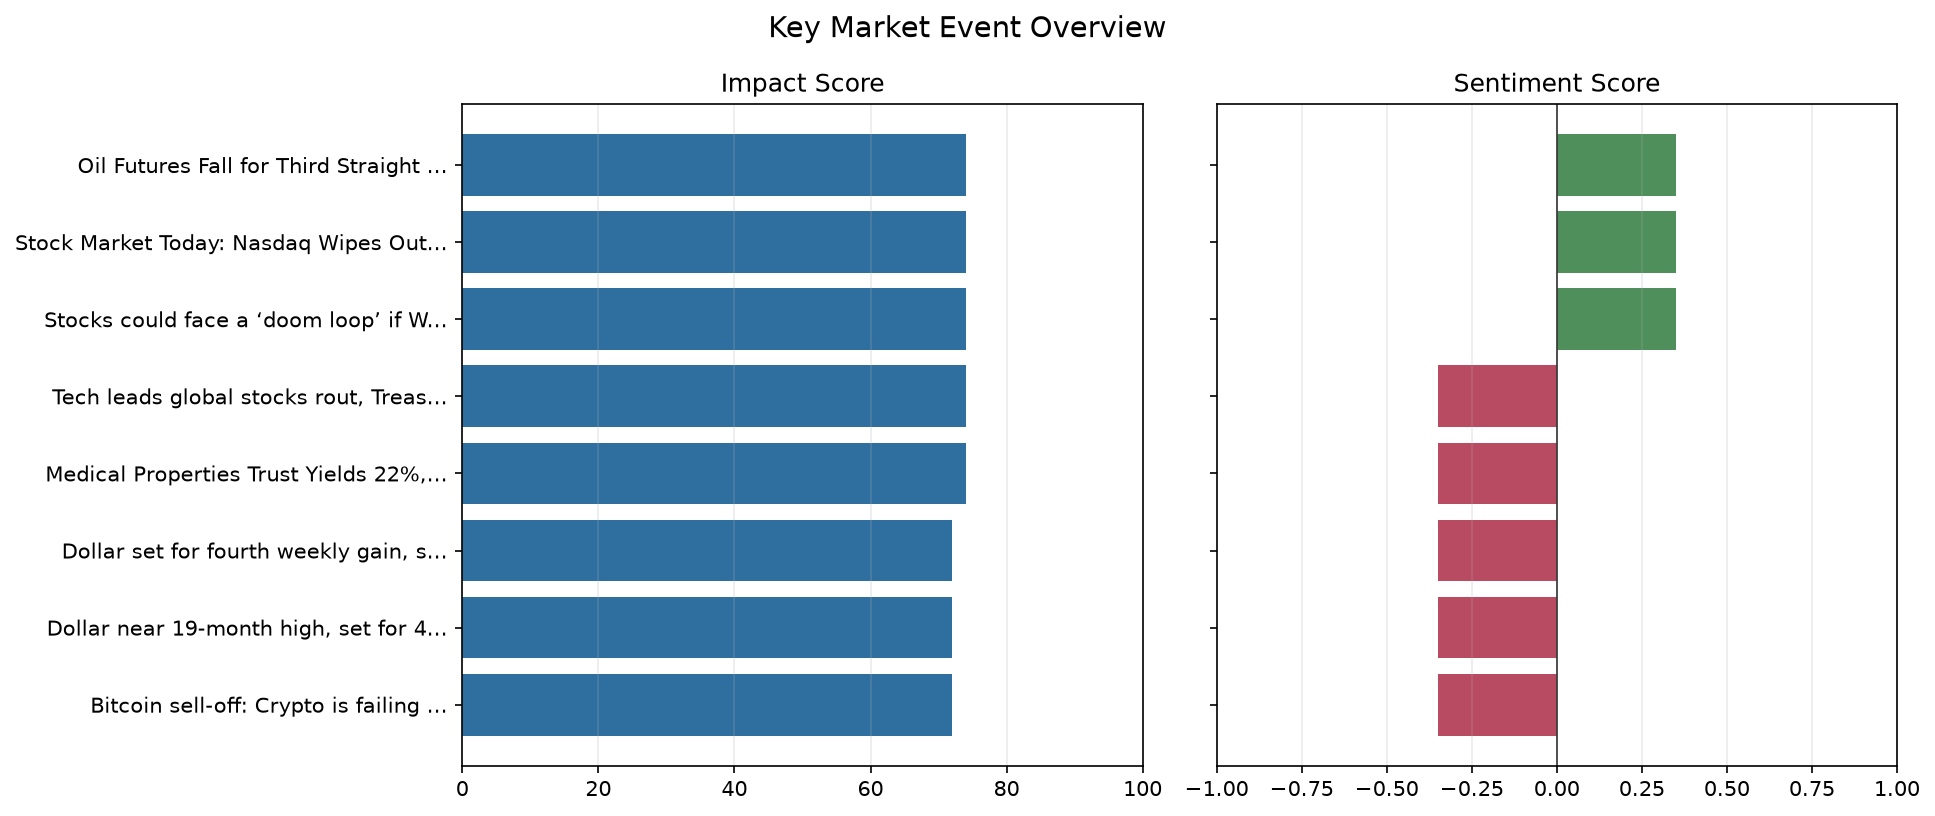 Key Market Event Overview
Impact Score
Sentiment Score
Oil Futures Fall for Third Straight ...
Stock Market Today: Nasdaq Wipes Out...
Stocks could face a ‘doom loop’ if W...
Tech leads global stocks rout, Treas...
Medical Properties Trust Yields 22%,...
Dollar set for fourth weekly gain, s...
Dollar near 19-month high, set for 4...
Bitcoin sell-off: Crypto is failing ...
0 20 40 60 80 100
−1.00 −0.75 −0.50 −0.25 0.00 0.25 0.50 0.75 1.00